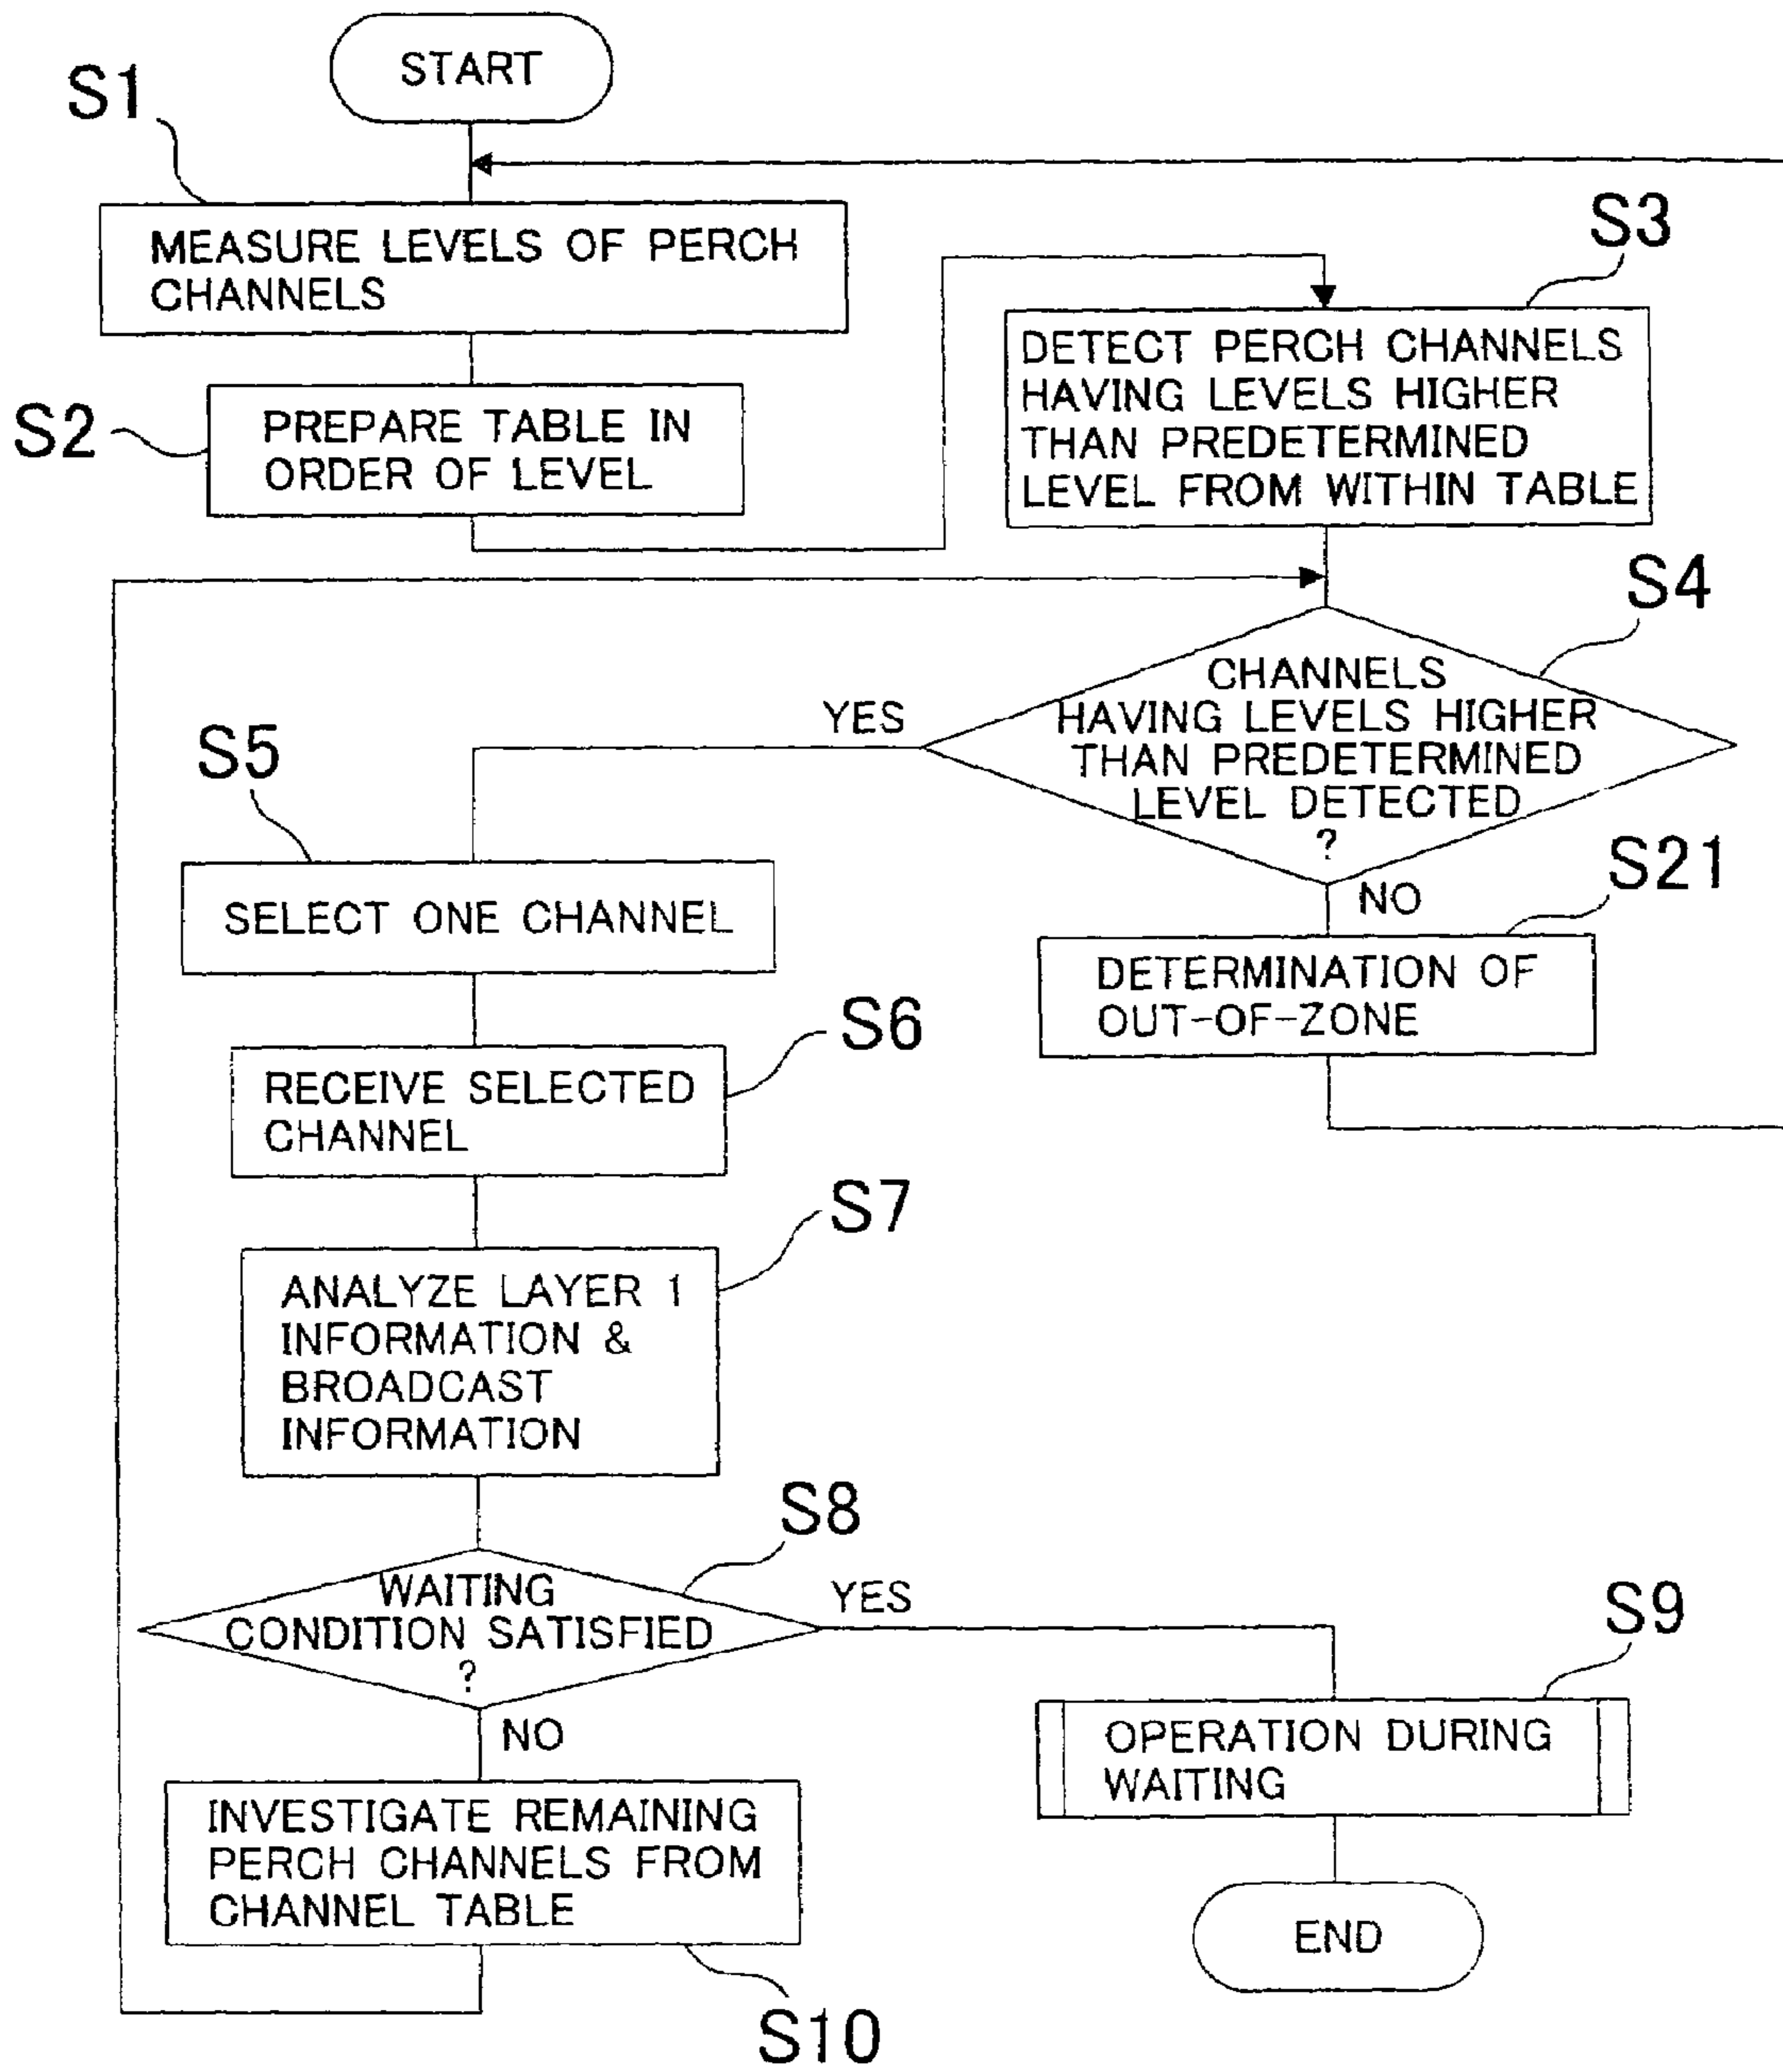 START
S1
MEASURE LEVELS OF PERCH
CHANNELS
S2
PREPARE TABLE IN
ORDER OF LEVEL
S3
DETECT PERCH CHANNELS
HAVING LEVELS HIGHER
THAN PREDETERMINED
LEVEL FROM WITHIN TABLE
S4
CHANNELS
HAVING LEVELS HIGHER
THAN PREDETERMINED
LEVEL DETECTED
?
YES
NO
S21
DETERMINATION OF
OUT-OF-ZONE
S5
SELECT ONE CHANNEL
S6
RECEIVE SELECTED
CHANNEL
S7
ANALYZE LAYER 1
INFORMATION &
BROADCAST
INFORMATION
S8
WAITING
CONDITION SATISFIED
?
YES
NO
S9
OPERATION DURING
WAITING
INVESTIGATE REMAINING
PERCH CHANNELS FROM
CHANNEL TABLE
S10
END